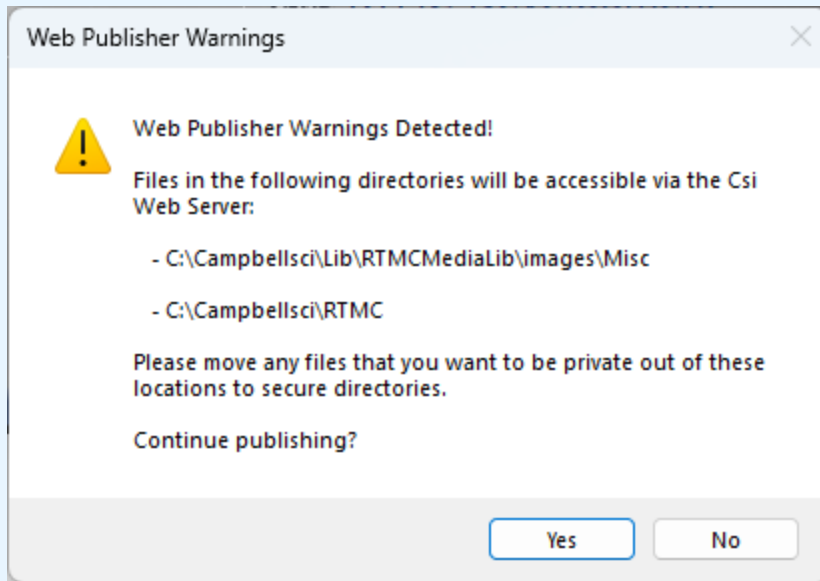 Web Publisher Warnings
Web Publisher Warnings Detected!
Files in the following directories will be accessible via the Csi
Web Server:
- C:\Campbellsci\Lib\RTMCMediaLib\images\Misc
- C:\Campbellsci\RTMC
Please move any files that you want to be private out of these
locations to secure directories.
Continue publishing?
Yes
No